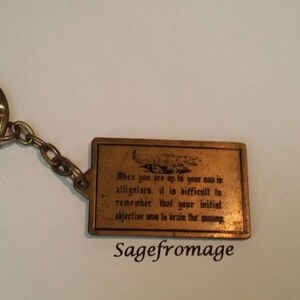 When you are up to your ass in
alligators, it is difficult to
remember that your initial
objective was to drain the swamp.
Sagefromage